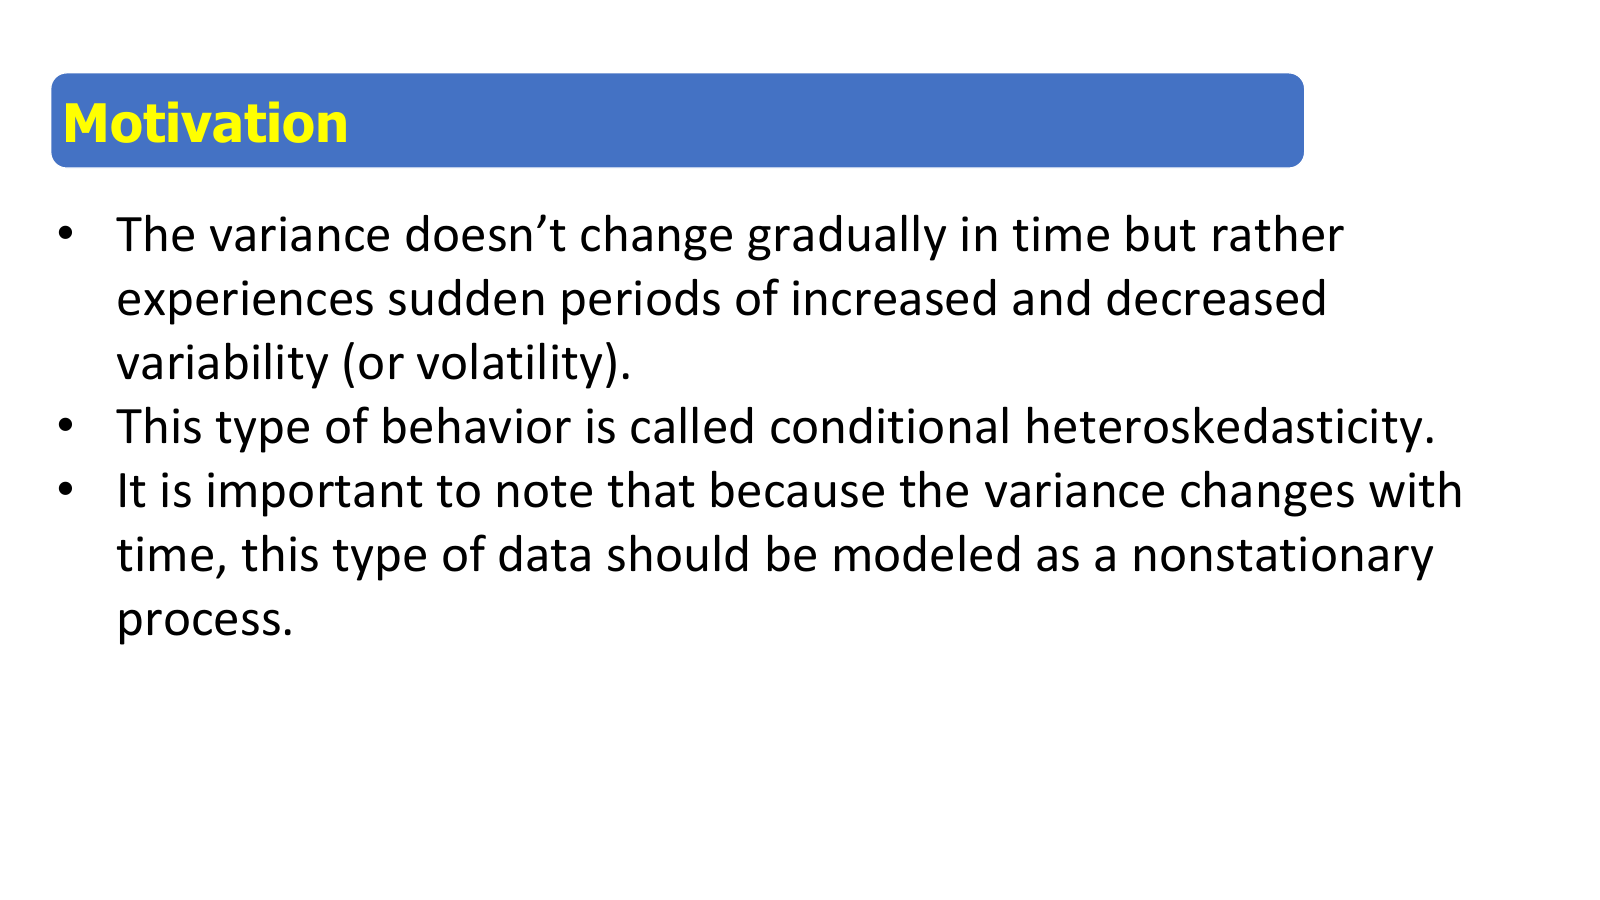 Motivation
• The variance doesn’t change gradually in time but rather
experiences sudden periods of increased and decreased
variability (or volatility).
• This type of behavior is called conditional heteroskedasticity.
• It is important to note that because the variance changes with
time, this type of data should be modeled as a nonstationary
process.